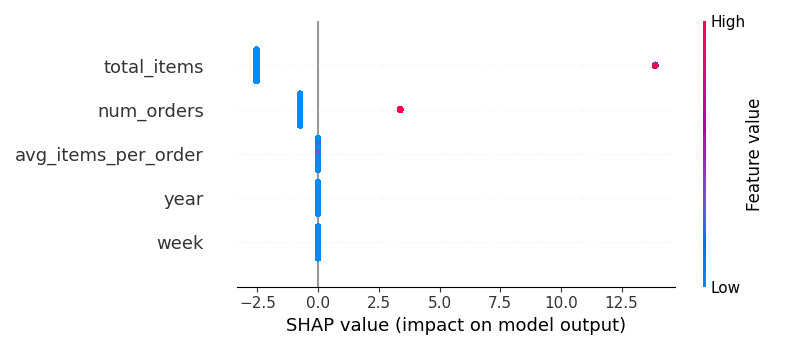 High
total_items
num_orders
avg_items_per_order
year
week
Feature value
Low
−2.5 0.0 2.5 5.0 7.5 10.0 12.5
SHAP value (impact on model output)